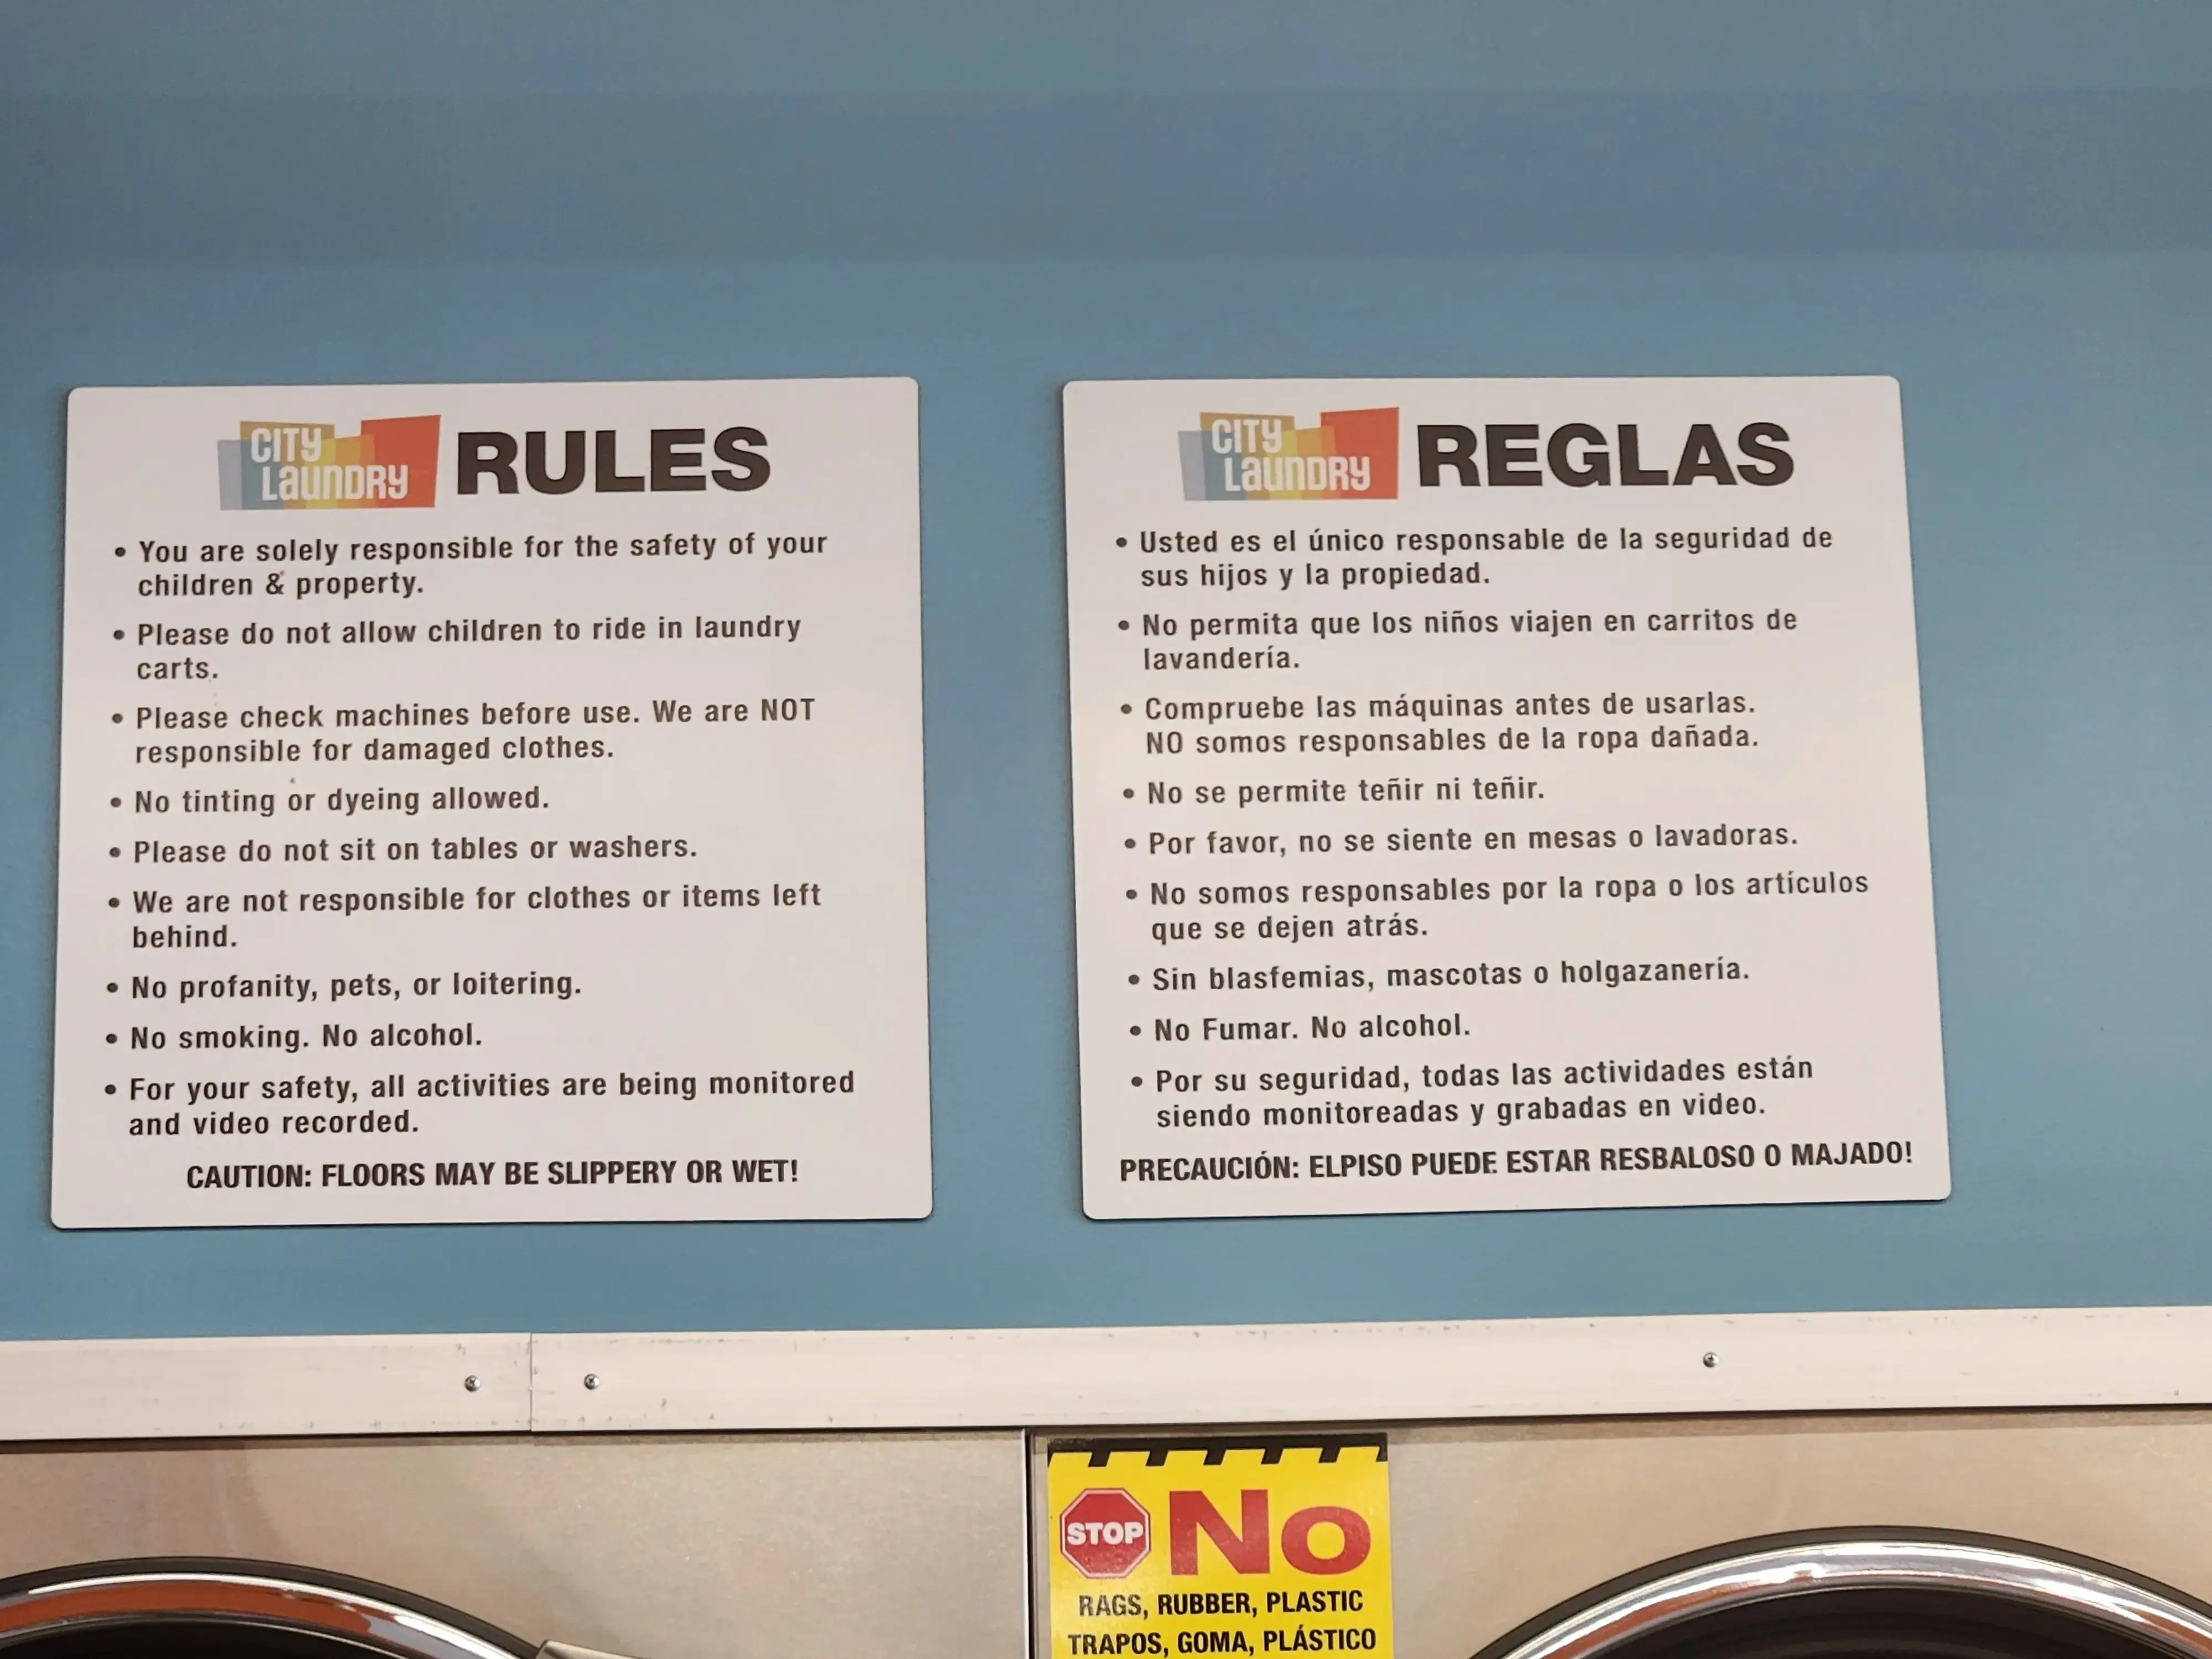 CITY LAUNDRY RULES
• You are solely responsible for the safety of your
children & property.
• Please do not allow children to ride in laundry
carts.
• Please check machines before use. We are NOT
responsible for damaged clothes.
• No tinting or dyeing allowed.
• Please do not sit on tables or washers.
• We are not responsible for clothes or items left
behind.
• No profanity, pets, or loitering.
• No smoking. No alcohol.
• For your safety, all activities are being monitored
and video recorded.
CAUTION: FLOORS MAY BE SLIPPERY OR WET!
CITY LAUNDRY REGLAS
• Usted es el único responsable de la seguridad de
sus hijos y la propiedad.
• No permita que los niños viajen en carritos de
lavandería.
• Compruebe las máquinas antes de usarlas.
NO somos responsables de la ropa dañada.
• No se permite teñir ni teñir.
• Por favor, no se siente en mesas o lavadoras.
• No somos responsables por la ropa o los artículos
que se dejen atrás.
• Sin blasfemias, mascotas o holgazanería.
• No Fumar. No alcohol.
• Por su seguridad, todas las actividades están
siendo monitoreadas y grabadas en video.
PRECAUCIÓN: ELPISO PUEDE ESTAR RESBALOSO O MAJADO!
STOP No
RAGS, RUBBER, PLASTIC
TRAPOS, GOMA, PLÁSTICO